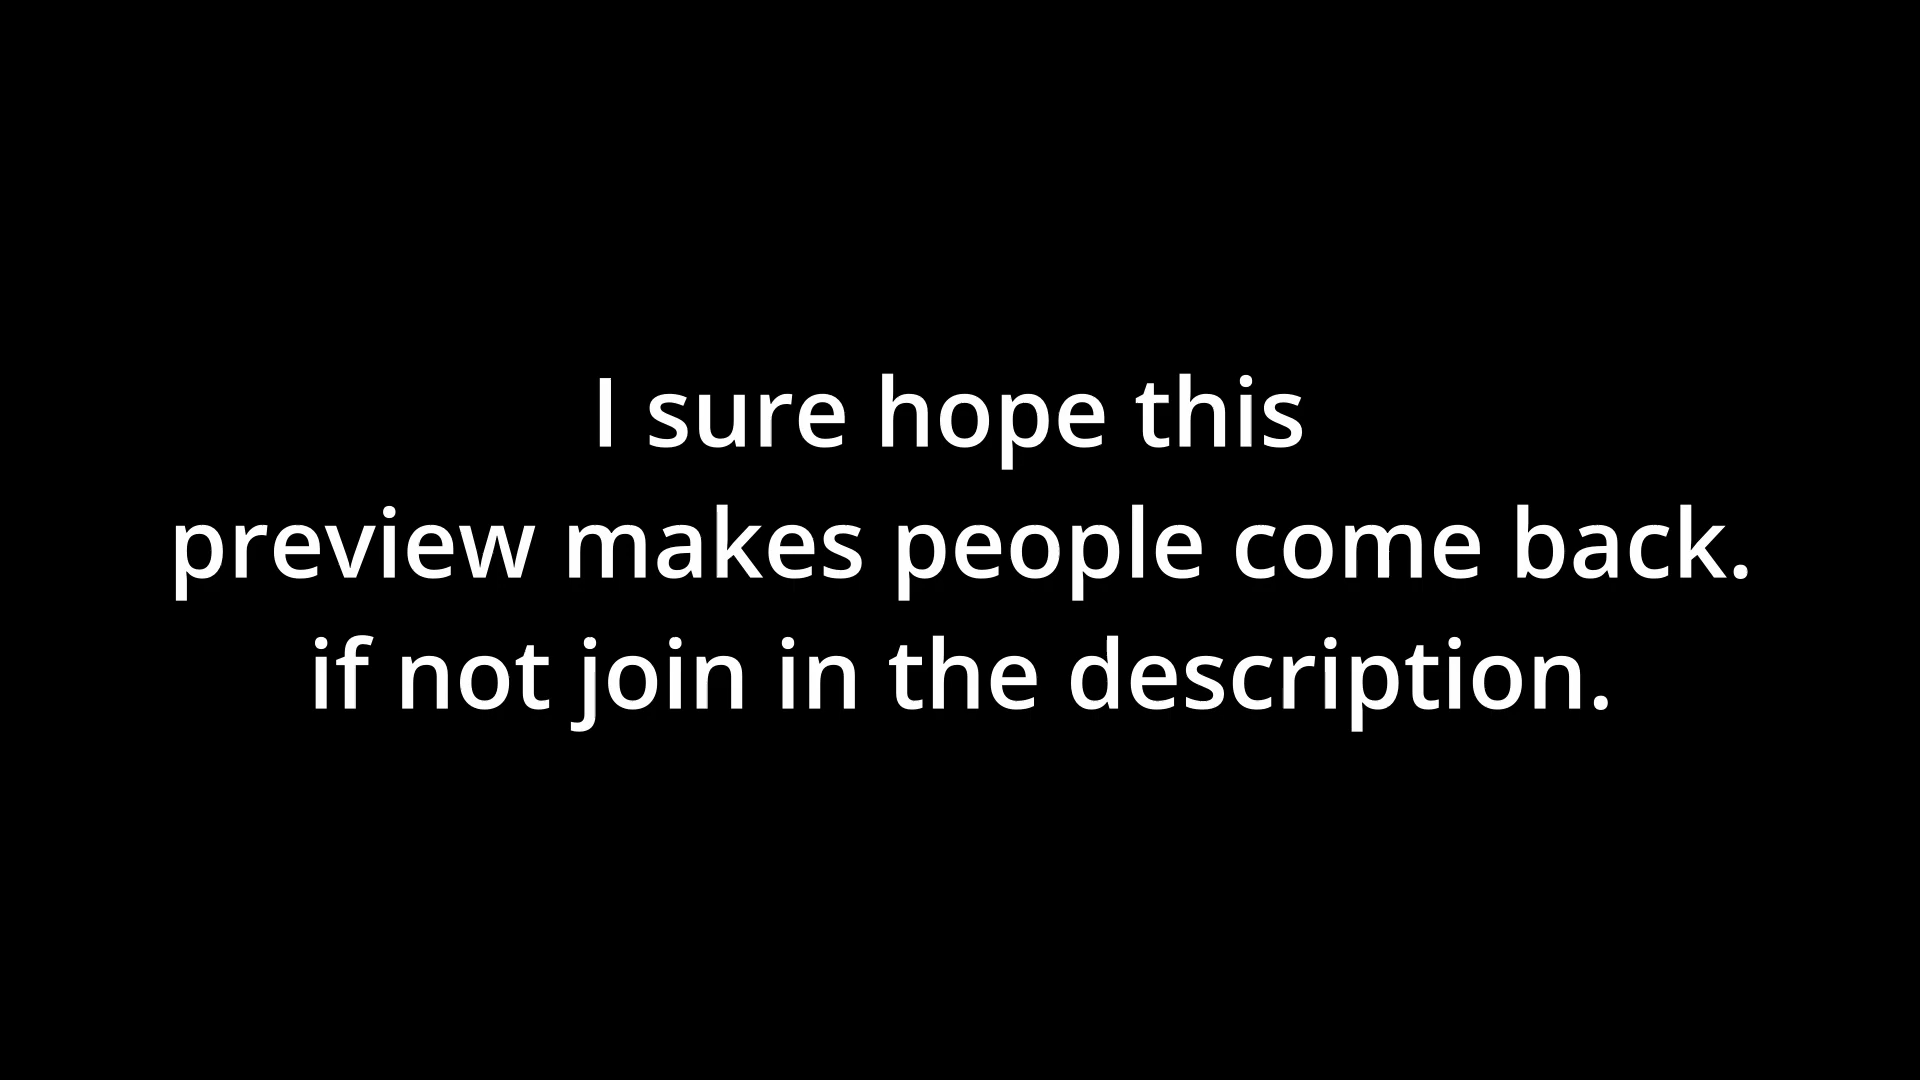 I sure hope this
preview makes people come back.
if not join in the description.